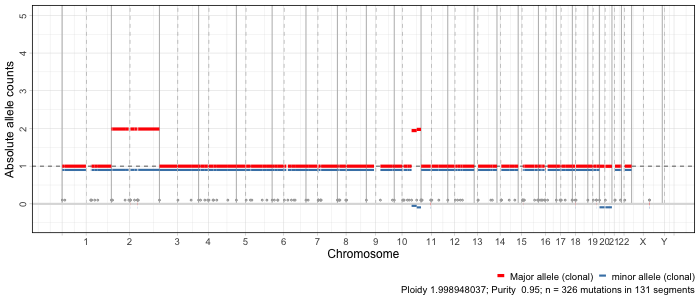 Absolute allele counts
5
4
3
2
1
0
1 2 3 4 5 6 7 8 9 10 11 12 13 14 15 16 17 18 19 20 21 22 X Y
Chromosome
Major allele (clonal) minor allele (clonal)
Ploidy 1.998948037; Purity 0.95; n = 326 mutations in 131 segments